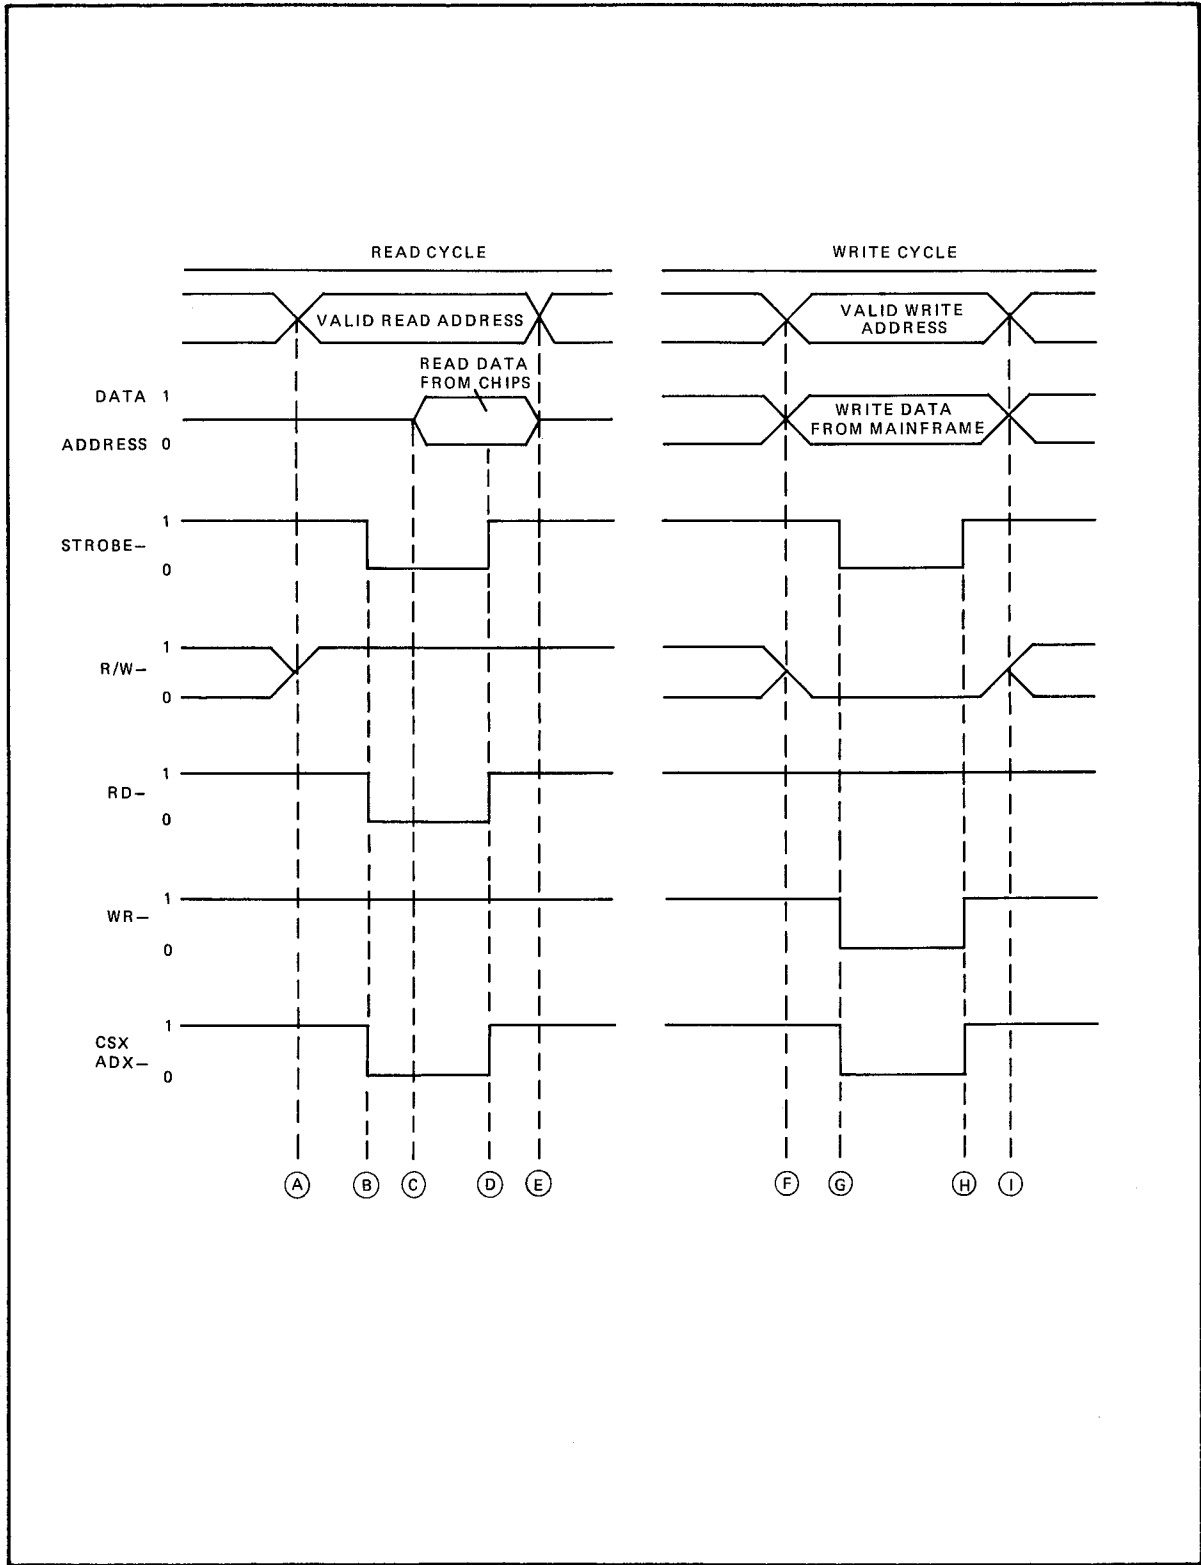 READ CYCLE
WRITE CYCLE
VALID READ ADDRESS
VALID WRITE
ADDRESS
READ DATA
FROM CHIPS
DATA 1
ADDRESS 0
WRITE DATA
FROM MAINFRAME
1
STROBE–
0
1
R/W–
0
1
RD–
0
1
WR–
0
1
CSX
ADX–
0
A B C D E F G H I